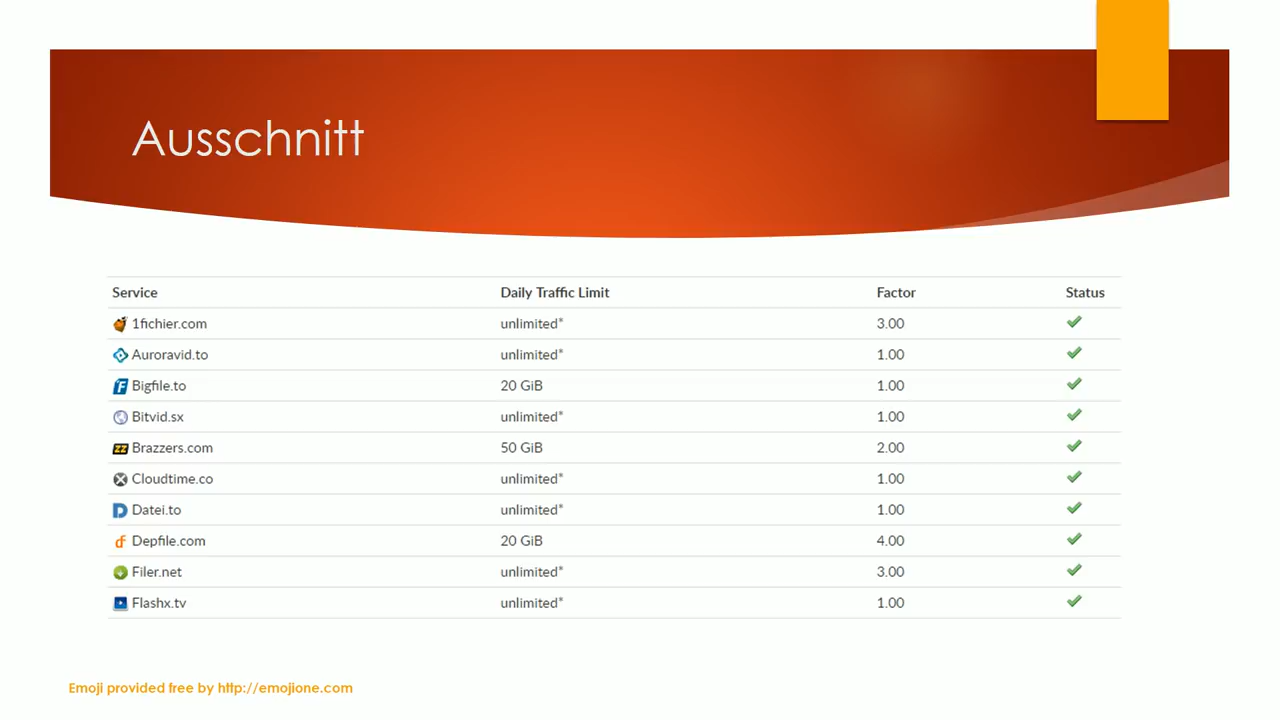 Ausschnitt
Service Daily Traffic Limit Factor Status
1fichier.com unlimited* 3.00
Auroravid.to unlimited* 1.00
Bigfile.to 20 GiB 1.00
Bitvid.sx unlimited* 1.00
Brazzers.com 50 GiB 2.00
Cloudtime.co unlimited* 1.00
Datei.to unlimited* 1.00
Depfile.com 20 GiB 4.00
Filer.net unlimited* 3.00
Flashx.tv unlimited* 1.00
Emoji provided free by http://emojione.com